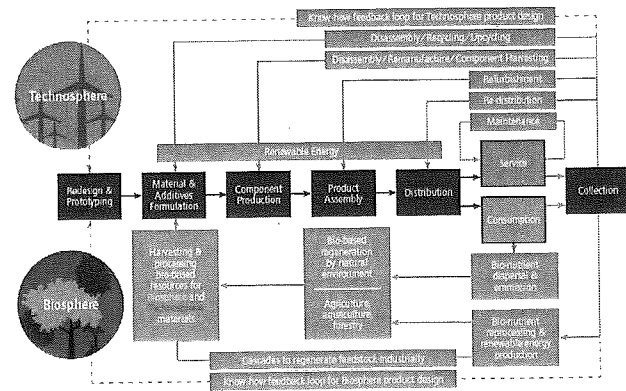 Know-how feedback loop for Technosphere product design
Disassembly/Recycling/Upcycling
Disassembly/Remanufacture/Component Harvesting
Refurbishment
Re-distribution
Maintenance
Technosphere
Renewable Energy
Service
Redesign &
Prototyping
Material &
Additives
Formulation
Component
Production
Product
Assembly
Distribution
Collection
Consumption
Harvesting &
processing
bio-based
resources for
Biosphere and
materials
Bio-based
regeneration
by natural
environment
Agriculture,
aquaculture,
forestry
Bio-nutrient
dispersal &
emmission
Biosphere
Bio-nutrient
reprocessing &
renewable energy
production
Cascades to regenerate feedstock industrially
Know-how feedback loop for Biosphere product design